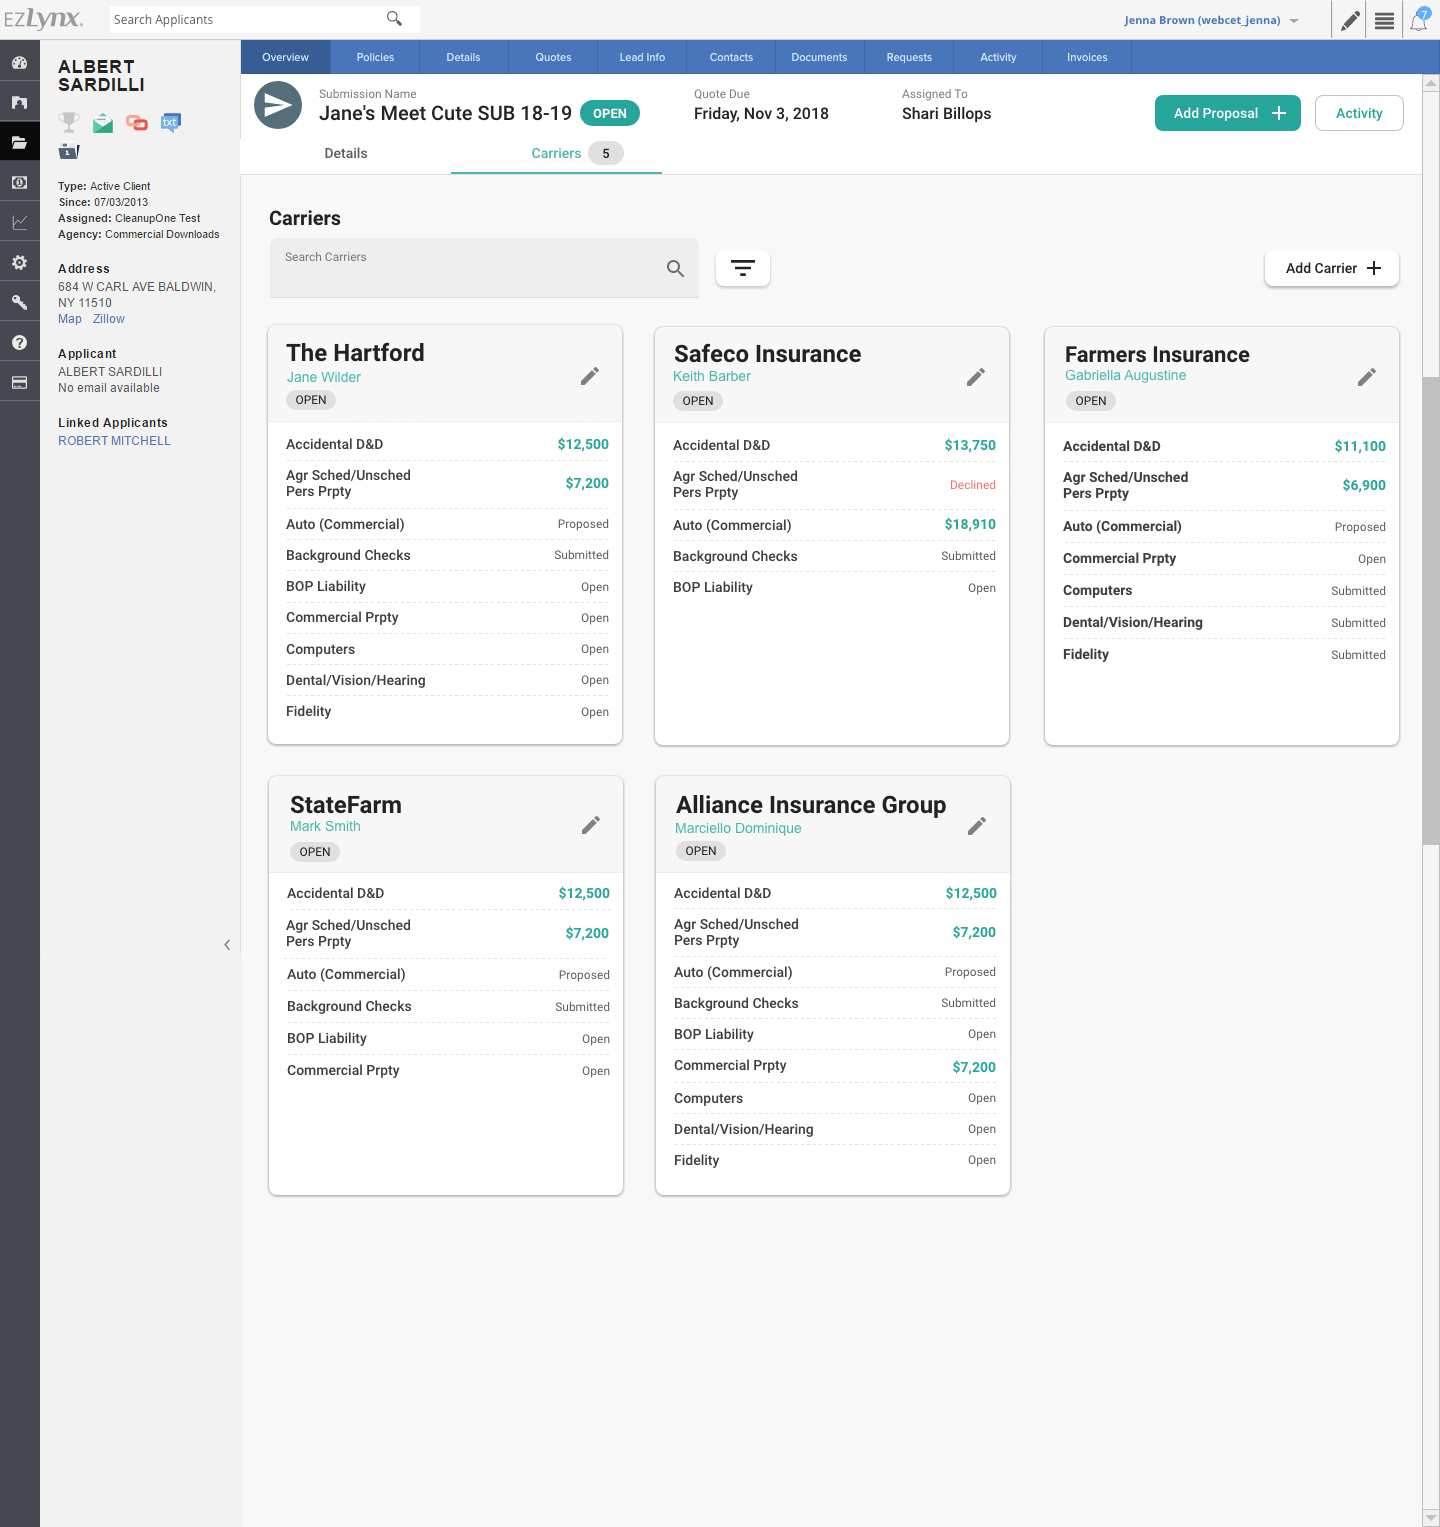 EZLynx.
Search Applicants
Jenna Brown (webcet_jenna)
7
ALBERT
SARDILLI
txt
1
Type: Active Client
Since: 07/03/2013
Assigned: CleanupOne Test
Agency: Commercial Downloads
Address
684 W CARL AVE BALDWIN,
NY 11510
Map Zillow
Applicant
ALBERT SARDILLI
No email available
Linked Applicants
ROBERT MITCHELL
Overview Policies Details Quotes Lead Info Contacts Documents Requests Activity Invoices
Submission Name
Jane's Meet Cute SUB 18-19 OPEN
Quote Due
Friday, Nov 3, 2018
Assigned To
Shari Billops
Add Proposal
Activity
Details
Carriers 5
Carriers
Search Carriers
Add Carrier
The Hartford
Jane Wilder
OPEN
Accidental D&D $12,500
Agr Sched/Unsched
Pers Prpty $7,200
Auto (Commercial) Proposed
Background Checks Submitted
BOP Liability Open
Commercial Prpty Open
Computers Open
Dental/Vision/Hearing Open
Fidelity Open
Safeco Insurance
Keith Barber
OPEN
Accidental D&D $13,750
Agr Sched/Unsched
Pers Prpty Declined
Auto (Commercial) $18,910
Background Checks Submitted
BOP Liability Open
Farmers Insurance
Gabriella Augustine
OPEN
Accidental D&D $11,100
Agr Sched/Unsched
Pers Prpty $6,900
Auto (Commercial) Proposed
Commercial Prpty Open
Computers Submitted
Dental/Vision/Hearing Submitted
Fidelity Submitted
StateFarm
Mark Smith
OPEN
Accidental D&D $12,500
Agr Sched/Unsched
Pers Prpty $7,200
Auto (Commercial) Proposed
Background Checks Submitted
BOP Liability Open
Commercial Prpty Open
Alliance Insurance Group
Marciello Dominique
OPEN
Accidental D&D $12,500
Agr Sched/Unsched
Pers Prpty $7,200
Auto (Commercial) Proposed
Background Checks Submitted
BOP Liability Open
Commercial Prpty $7,200
Computers Open
Dental/Vision/Hearing Open
Fidelity Open